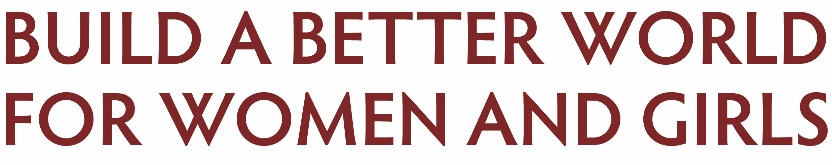 BUILD A BETTER WORLD
FOR WOMEN AND GIRLS